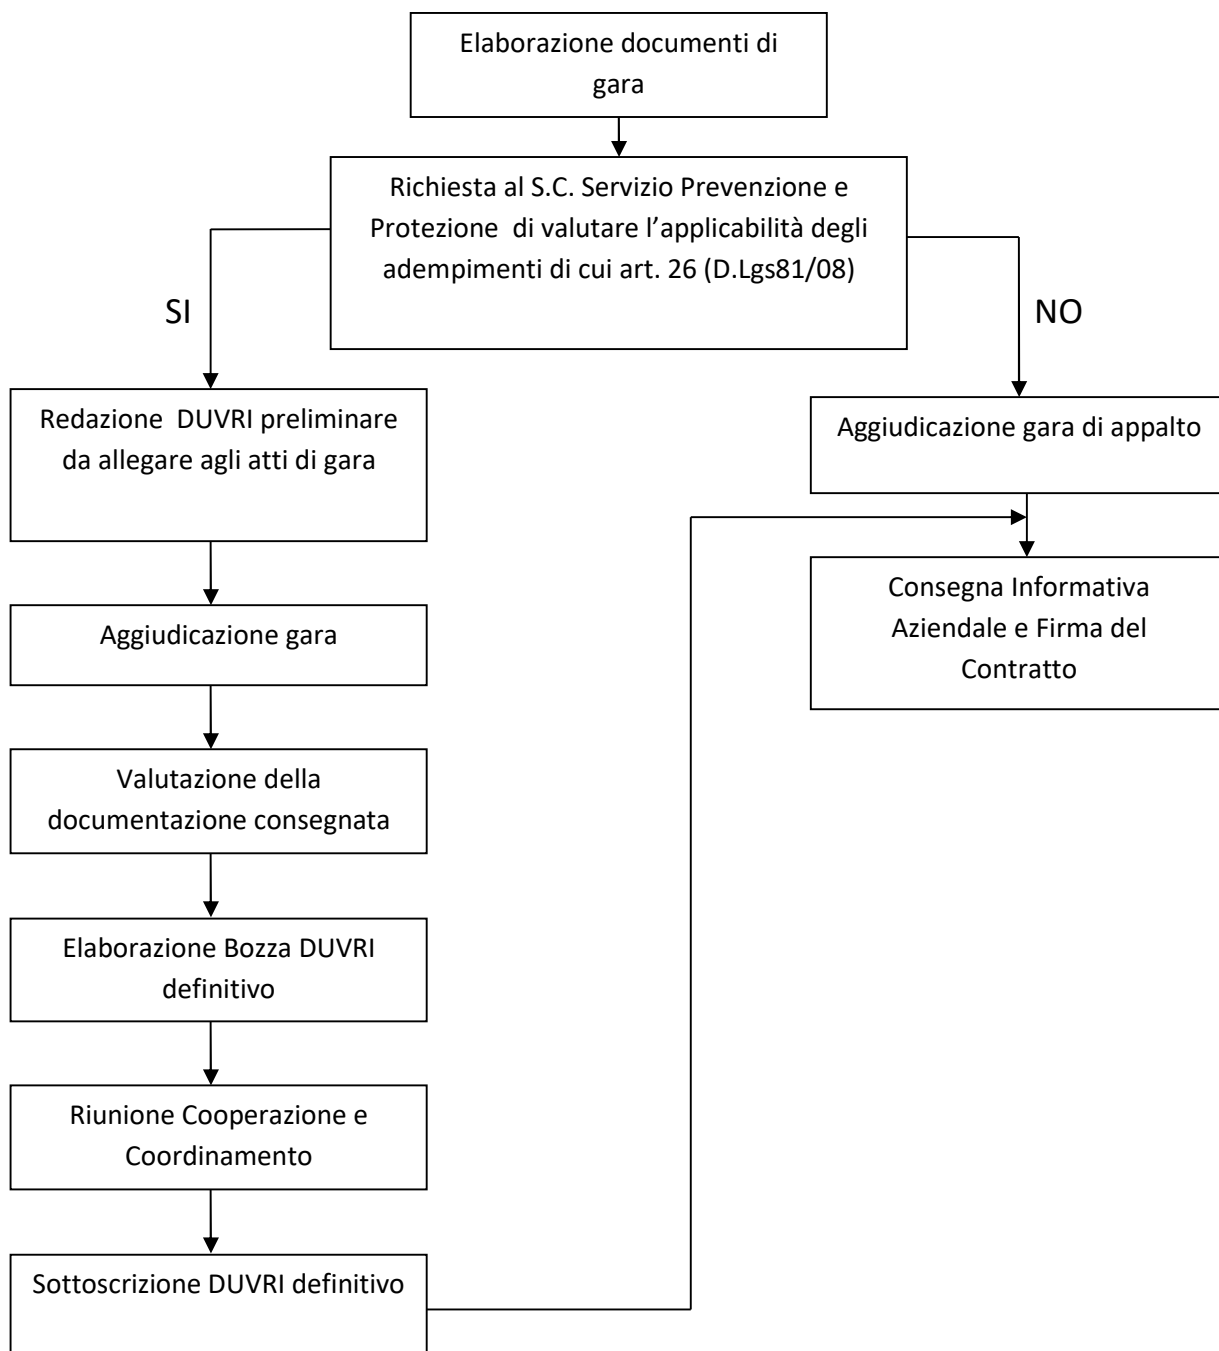 Elaborazione documenti di
gara
Richiesta al S.C. Servizio Prevenzione e
Protezione  di valutare l’applicabilità degli
adempimenti di cui art. 26 (D.Lgs81/08)
SI
NO
Redazione  DUVRI preliminare
da allegare agli atti di gara
Aggiudicazione gara di appalto
Consegna Informativa
Aziendale e Firma del
Contratto
Aggiudicazione gara
Valutazione della
documentazione consegnata
Elaborazione Bozza DUVRI
definitivo
Riunione Cooperazione e
Coordinamento
Sottoscrizione DUVRI definitivo